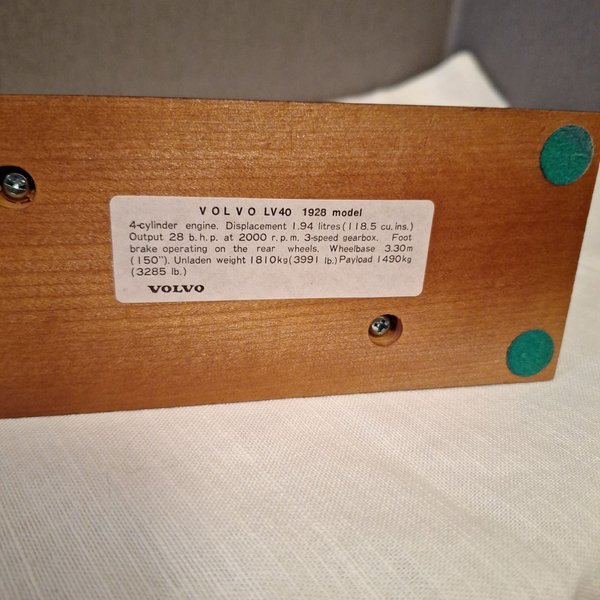 VOLVO LV40 1928 model
4-cylinder engine. Displacement 1.94 litres (118.5 cu.ins.)
Output 28 b.h.p. at 2000 r.p.m. 3-speed gearbox. Foot
brake operating on the rear wheels. Wheelbase 3.30m
(150"). Unladen weight 1810kg (3991 lb.) Payload 1490kg
(3285 lb.)
VOLVO